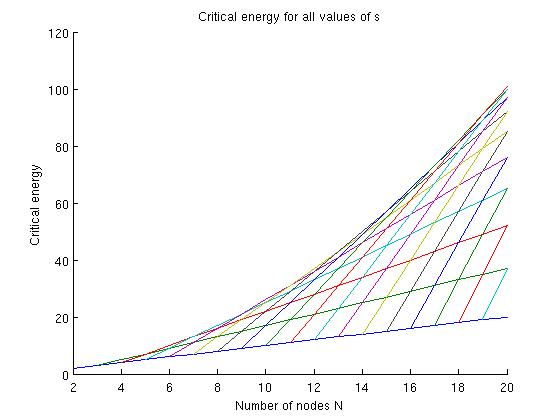 Critical energy for all values of s
120
100
80
60
40
20
0
Critical energy
2 4 6 8 10 12 14 16 18 20
Number of nodes N